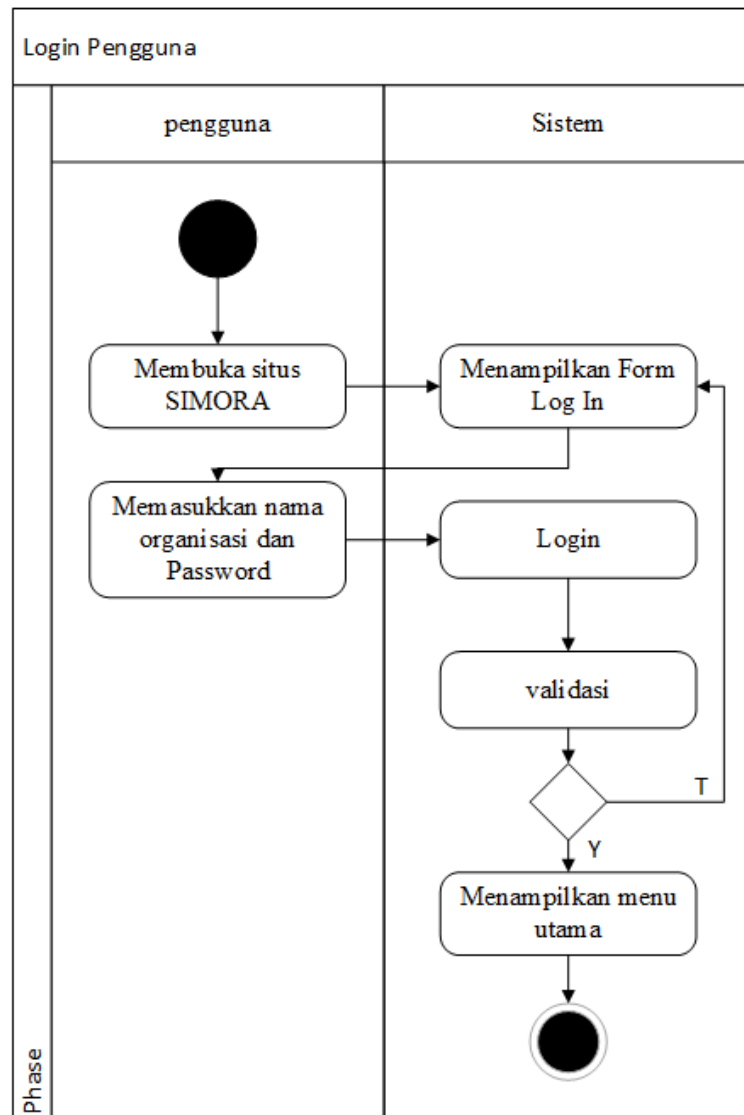 Login Pengguna
pengguna
Sistem
Membuka situs
SIMORA
Menampilkan Form
Log In
Memasukkan nama
organisasi dan
Password
Login
validasi
T
Y
Menampilkan menu
utama
Phase